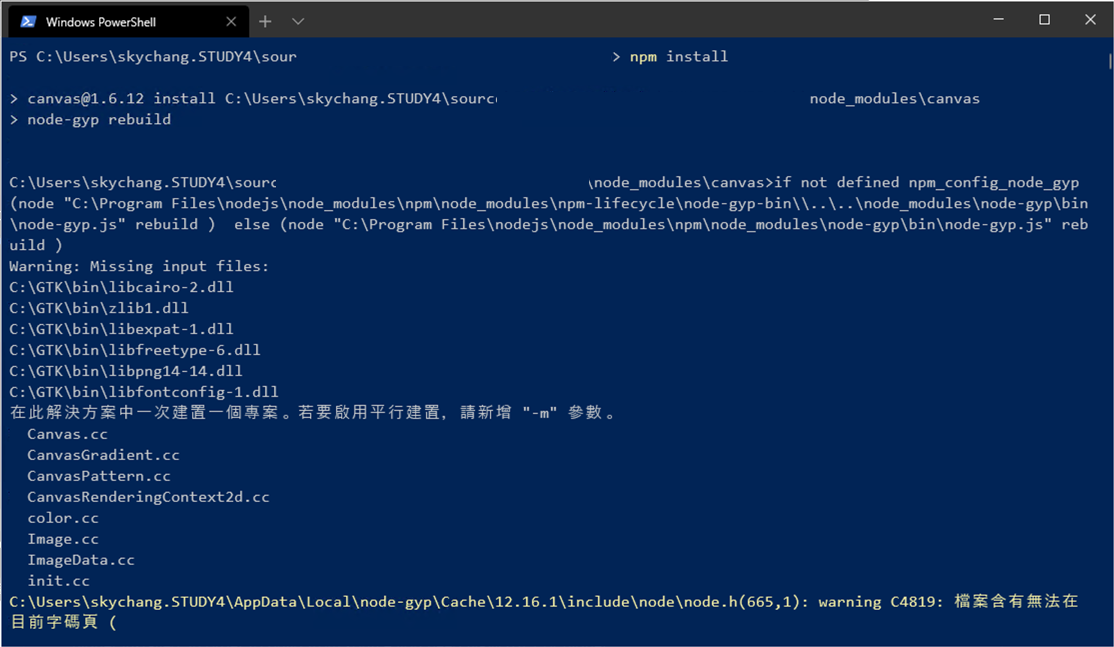 Windows PowerShell
PS C:\Users\skychang.STUDY4\sour > npm install
> canvas@1.6.12 install C:\Users\skychang.STUDY4\source node_modules\canvas
> node-gyp rebuild
C:\Users\skychang.STUDY4\sourc \node_modules\canvas>if not defined npm_config_node_gyp
(node "C:\Program Files\nodejs\node_modules\npm\node_modules\npm-lifecycle\node-gyp-bin\\..\..\node_modules\node-gyp\bin
\node-gyp.js" rebuild )  else (node "C:\Program Files\nodejs\node_modules\npm\node_modules\node-gyp\bin\node-gyp.js" reb
uild )
Warning: Missing input files:
C:\GTK\bin\libcairo-2.dll
C:\GTK\bin\zlib1.dll
C:\GTK\bin\libexpat-1.dll
C:\GTK\bin\libfreetype-6.dll
C:\GTK\bin\libpng14-14.dll
C:\GTK\bin\libfontconfig-1.dll
在此解決方案中一次建置一個專案。若要啟用平行建置，請新增 "-m" 參數。
Canvas.cc
CanvasGradient.cc
CanvasPattern.cc
CanvasRenderingContext2d.cc
color.cc
Image.cc
ImageData.cc
init.cc
C:\Users\skychang.STUDY4\AppData\Local\node-gyp\Cache\12.16.1\include\node\node.h(665,1): warning C4819: 檔案含有無法在
目前字碼頁 (